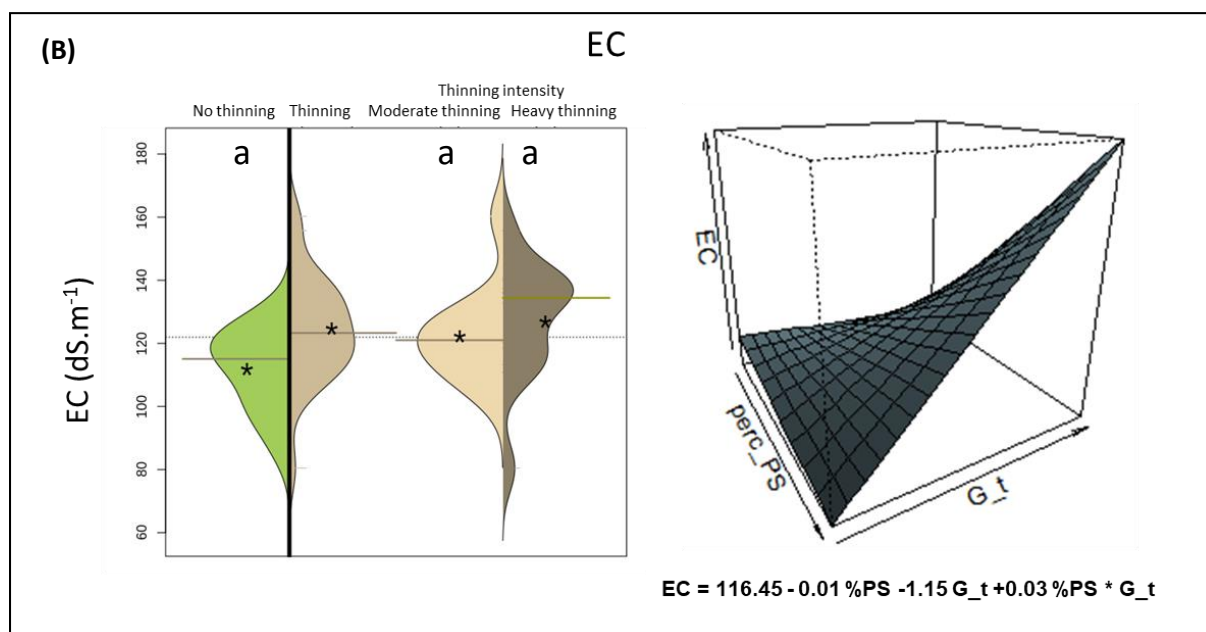 (B)
EC
Thinning intensity
No thinning Thinning Moderate thinning Heavy thinning
a a a
180
160
140
120
100
80
60
EC (dS.m-1)
* * * *
EC
perc_PS
G_t
EC = 116.45 - 0.01 %PS -1.15 G_t +0.03 %PS * G_t